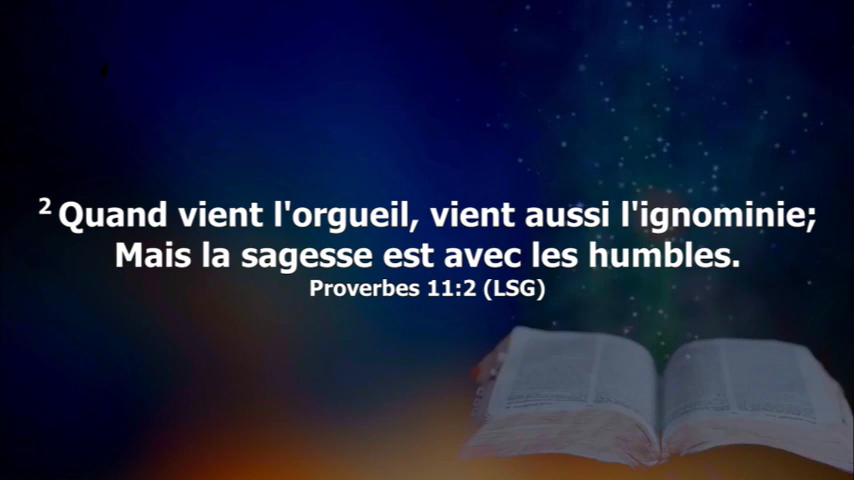 2 Quand vient l'orgueil, vient aussi l'ignominie;
Mais la sagesse est avec les humbles.
Proverbes 11:2 (LSG)